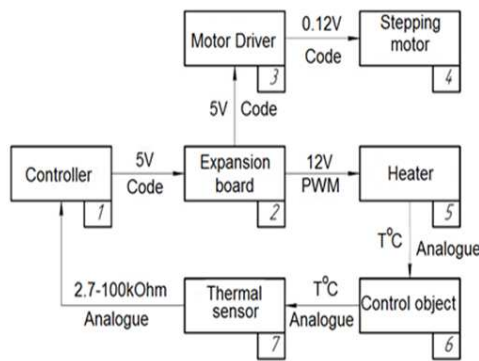 Motor Driver
3
0.12V
Code
Stepping
motor
4
5V Code
Controller
1
5V
Code
Expansion
board
2
12V
PWM
Heater
5
T°C
Analogue
2.7-100kOhm
Analogue
Thermal
sensor
7
T°C
Analogue
Control object
6